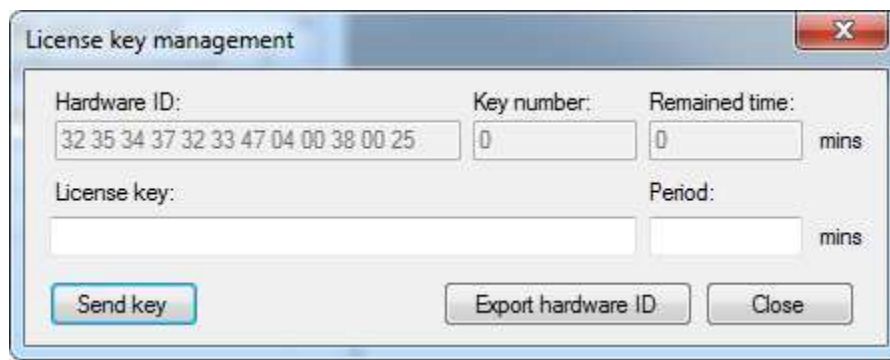 License key management
Hardware ID: Key number: Remained time:
32 35 34 37 32 33 47 04 00 38 00 25 0 0 mins
License key: Period:
mins
Send key Export hardware ID Close